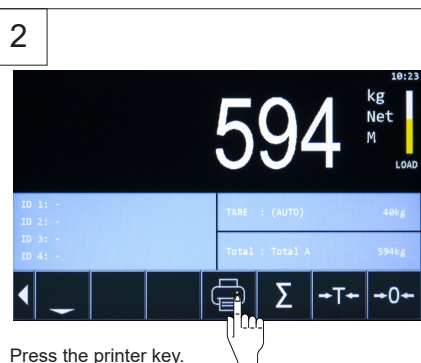 2
10:23
594
kg
Net
M
LOAD
ID 1: -
ID 2: -
ID 3: -
ID 4: -
TARE : (AUTO) 40kg
Total : Total A 594kg
Σ →T← →0←
Press the printer key.